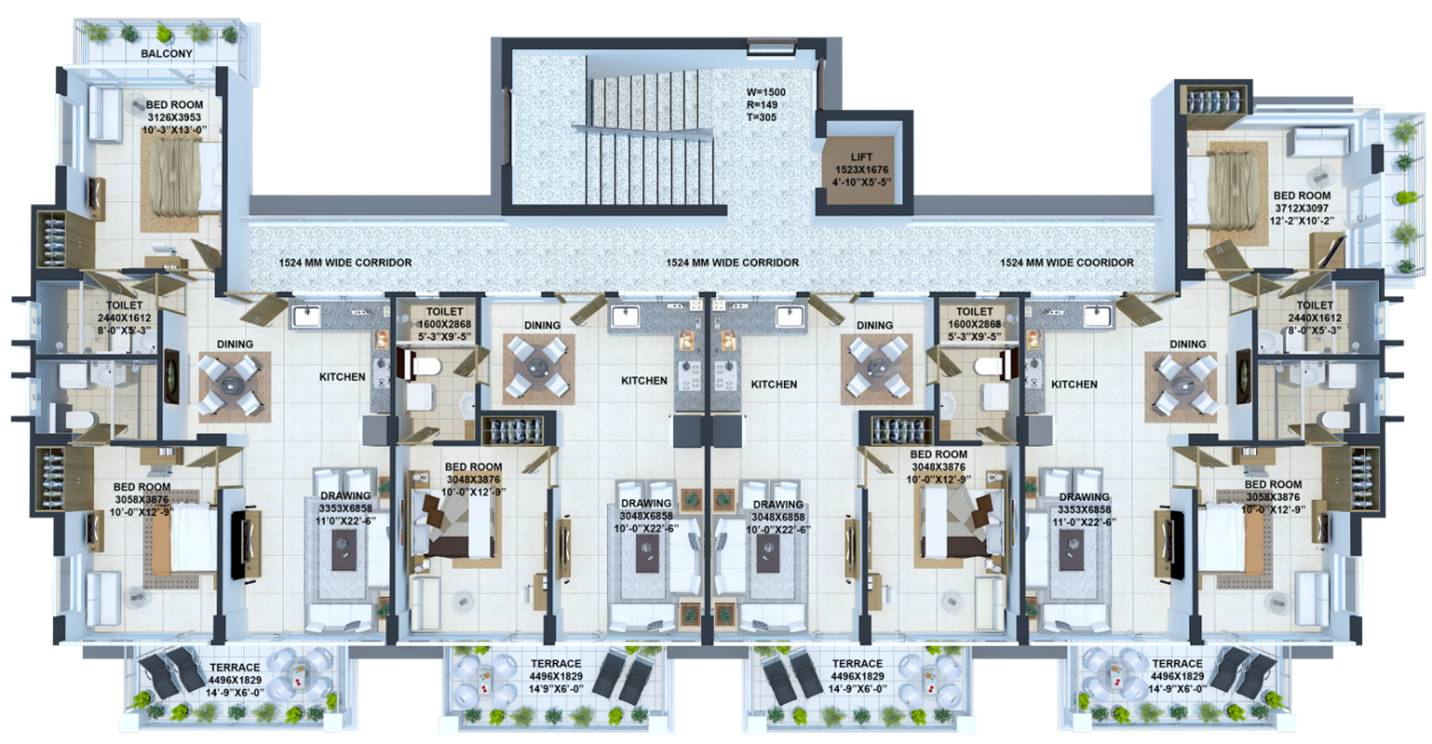 BALCONY
BED ROOM
3126X3953
10'-3"X13'-0"
W=1500
R=149
T=305
LIFT
1523X1676
4'-10"X5'-5"
BED ROOM
3712X3097
12'-2"X10'-2"
1524 MM WIDE CORRIDOR
1524 MM WIDE CORRIDOR
1524 MM WIDE COORIDOR
TOILET
2440X1612
8'-0"X5'-3"
TOILET
1600X2868
5'-3"X9'-5"
TOILET
1600X2868
5'-3"X9'-5"
TOILET
2440X1612
8'-0"X5'-3"
DINING
DINING
DINING
DINING
KITCHEN
KITCHEN
KITCHEN
KITCHEN
BED ROOM
3058X3876
10'-0"X12'-9"
DRAWING
3353X6858
11'0"X22'-6"
BED ROOM
3048X3876
10'-0"X12'-9"
DRAWING
3048X6858
10'-0"X22'-6"
DRAWING
3048X6858
10'-0"X22'-6"
BED ROOM
3048X3876
10'-0"X12'-9"
DRAWING
3353X6858
11'-0"X22'-6"
BED ROOM
3058X3876
10'-0"X12'-9"
TERRACE
4496X1829
14'-9"X6'-0"
TERRACE
4496X1829
14'9"X6'-0"
TERRACE
4496X1829
14'-9"X6'-0"
TERRACE
4496X1829
14'-9"X6'-0"